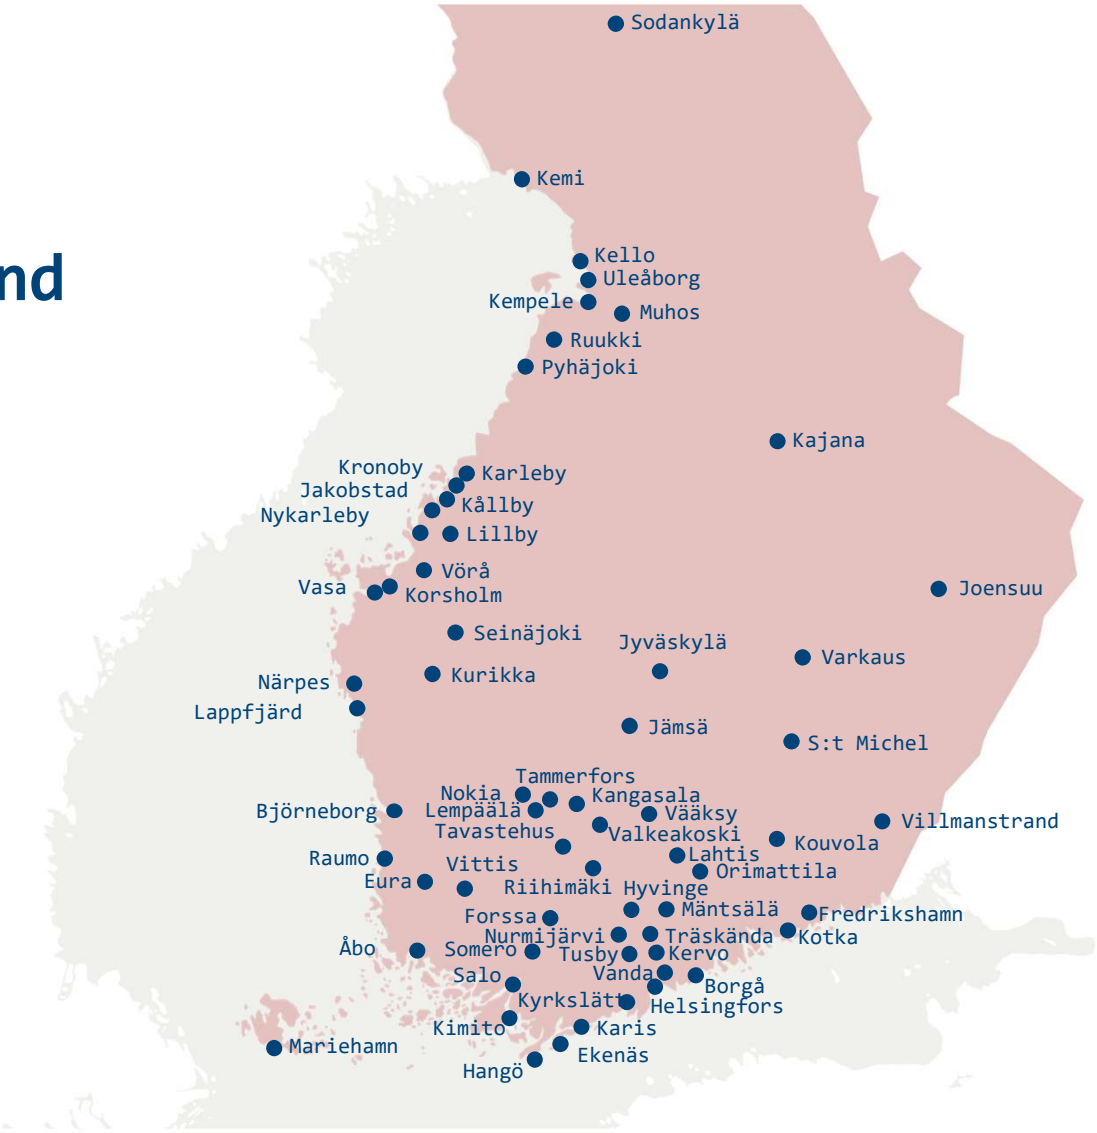 Sodankylä
Kemi
nd
Kello
Uleåborg
Kempele
Muhos
Ruukki
Pyhäjoki
Kajana
Kronoby
Karleby
Jakobstad
Kållby
Nykarleby
Lillby
Vörå
Vasa
Korsholm
Joensuu
Seinäjoki
Jyväskylä
Varkaus
Kurikka
Närpes
Lappfjärd
Jämsä
S:t Michel
Tammerfors
Nokia
Kangasala
Björneborg
Lempäälä
Vääksy
Villmanstrand
Tavastehus
Valkeakoski
Kouvola
Lahtis
Raumo
Vittis
Orimattila
Eura
Riihimäki
Hyvinge
Mäntsälä
Fredrikshamn
Forssa
Nurmijärvi
Träskända
Kotka
Åbo
Somero
Tusby
Kervo
Salo
Vanda
Borgå
Kyrkslätt
Helsingfors
Kimito
Karis
Mariehamn
Ekenäs
Hangö